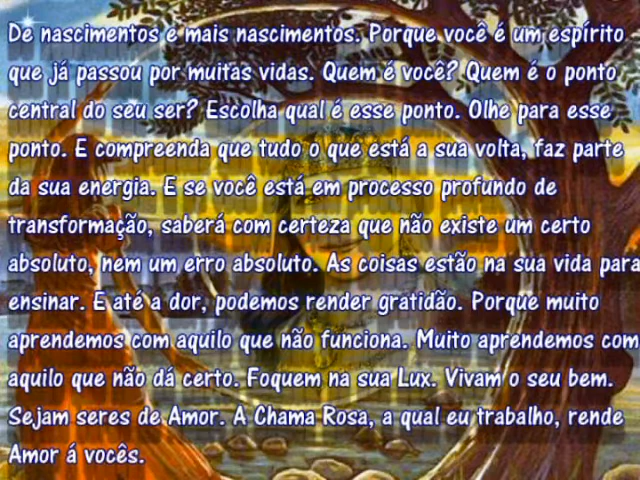 De nascimentos e mais nascimentos. Porque você é um espírito
que já passou por muitas vidas. Quem é você? Quem é o ponto
central do seu ser? Escolha qual é esse ponto. Olhe para esse
ponto. E compreenda que tudo o que está a sua volta, faz parte
da sua energia. E se você está em processo profundo de
transformação, saberá com certeza que não existe um certo
absoluto, nem um erro absoluto. As coisas estão na sua vida para
ensinar. E até a dor, podemos render gratidão. Porque muito
aprendemos com aquilo que não funciona. Muito aprendemos com
aquilo que não dá certo. Foquem na sua Lux. Vivam o seu bem.
Sejam seres de Amor. A Chama Rosa, a qual eu trabalho, rende
Amor á vocês.